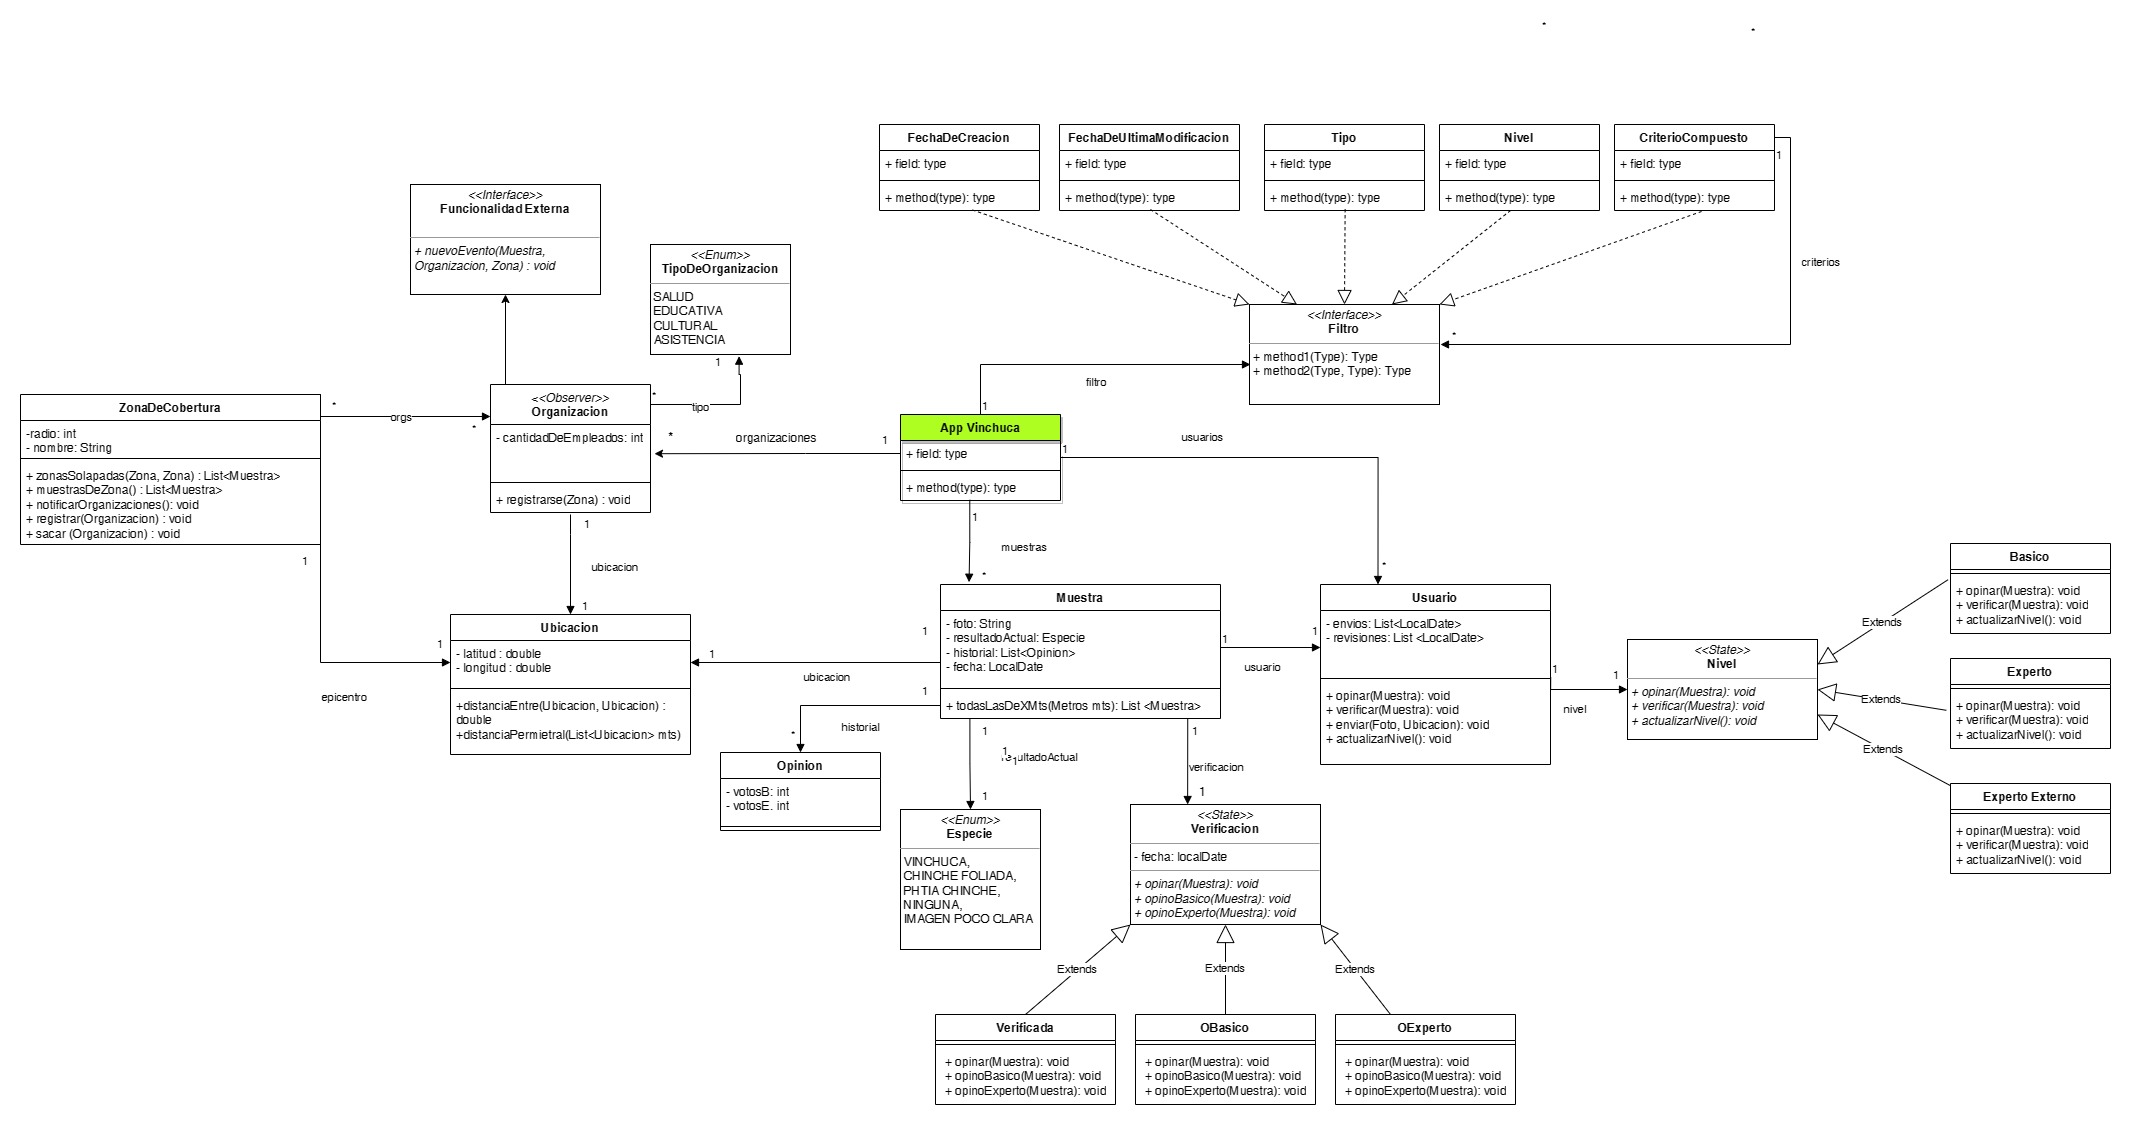 *
*
FechaDeCreacion
+ field: type
+ method(type): type
FechaDeUltimaModificacion
+ field: type
+ method(type): type
Tipo
+ field: type
+ method(type): type
Nivel
+ field: type
+ method(type): type
CriterioCompuesto
+ field: type
+ method(type): type
1
criterios
*
<<Interface>>
Funcionalidad Externa
+ nuevoEvento(Muestra,
Organizacion, Zona) : void
<<Enum>>
TipoDeOrganizacion
SALUD
EDUCATIVA
CULTURAL
ASISTENCIA
1
*
tipo
<<Interface>>
Filtro
+ method1(Type): Type
+ method2(Type, Type): Type
filtro
1
ZonaDeCobertura
-radio: int
- nombre: String
+ zonasSolapadas(Zona, Zona) : List<Muestra>
+ muestrasDeZona() : List<Muestra>
+ notificarOrganizaciones(): void
+ registrar(Organizacion) : void
+ sacar (Organizacion) : void
*
orgs
*
1
1
epicentro
<<Observer>>
Organizacion
- cantidadDeEmpleados: int
+ registrarse(Zona) : void
*
organizaciones
1
1
ubicacion
1
App Vinchuca
+ field: type
+ method(type): type
1
usuarios
*
1
muestras
*
Ubicacion
- latitud : double
- longitud : double
+distanciaEntre(Ubicacion, Ubicacion) :
double
+distanciaPermietral(List<Ubicacion> mts)
1
ubicacion
1
Muestra
- foto: String
- resultadoActual: Especie
- historial: List<Opinion>
- fecha: LocalDate
+ todasLasDeXMts(Metros mts): List <Muestra>
1
usuario
1
Usuario
- envios: List<LocalDate>
- revisiones: List <LocalDate>
+ opinar(Muestra): void
+ verificar(Muestra): void
+ enviar(Foto, Ubicacion): void
+ actualizarNivel(): void
1
nivel
1
<<State>>
Nivel
+ opinar(Muestra): void
+ verificar(Muestra): void
+ actualizarNivel(): void
Extends
Extends
Extends
Basico
+ opinar(Muestra): void
+ verificar(Muestra): void
+ actualizarNivel(): void
Experto
+ opinar(Muestra): void
+ verificar(Muestra): void
+ actualizarNivel(): void
Experto Externo
+ opinar(Muestra): void
+ verificar(Muestra): void
+ actualizarNivel(): void
1
historial
*
Opinion
- votosB: int
- votosE: int
1
1
1
ultadoActual
1
<<Enum>>
Especie
VINCHUCA,
CHINCHE FOLIADA,
PHTIA CHINCHE,
NINGUNA,
IMAGEN POCO CLARA
1
verificacion
1
<<State>>
Verificacion
- fecha: localDate
+ opinar(Muestra): void
+ opinoBasico(Muestra): void
+ opinoExperto(Muestra): void
Extends
Extends
Extends
Verificada
+ opinar(Muestra): void
+ opinoBasico(Muestra): void
+ opinoExperto(Muestra): void
OBasico
+ opinar(Muestra): void
+ opinoBasico(Muestra): void
+ opinoExperto(Muestra): void
OExperto
+ opinar(Muestra): void
+ opinoBasico(Muestra): void
+ opinoExperto(Muestra): void